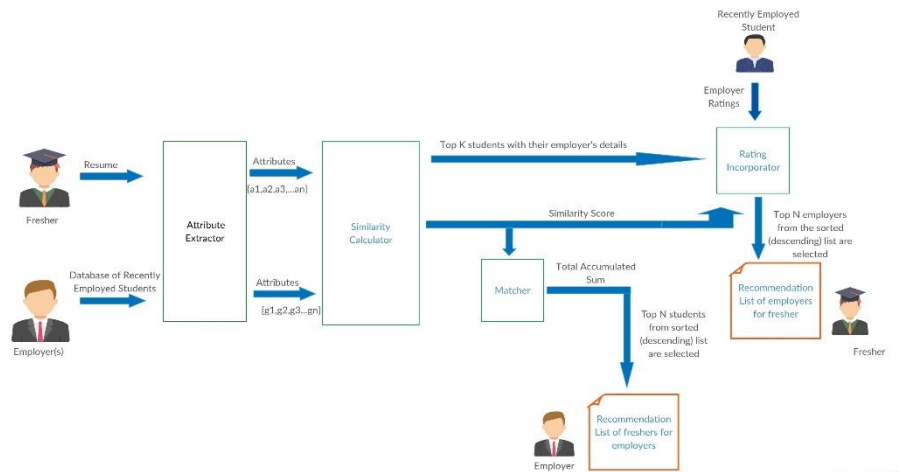 Recently Employed
Student
Employer
Ratings
Resume
Fresher
Attribute
Extractor
Attributes
[a1,a2,a3,...an]
Similarity
Calculator
Top K students with their employer's details
Rating
Incorporator
Similarity Score
Top N employers
from the sorted
(descending) list are
selected
Database of Recently
Employed Students
Employer(s)
Attributes
[g1,g2,g3...gn]
Matcher
Total Accumulated
Sum
Top N students
from sorted
(descending) list
are selected
Recommendation
List of employers
for fresher
Fresher
Recommendation
List of freshers for
employers
Employer